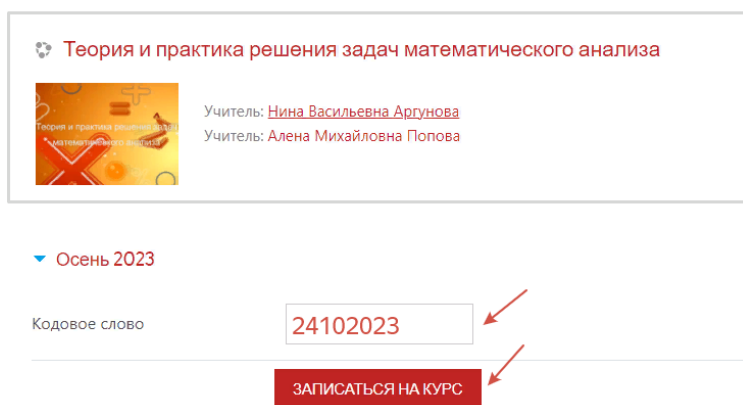 Теория и практика решения задач математического анализа
Теория и практика решения задач
математического анализа
Учитель: Нина Васильевна Аргунова
Учитель: Алена Михайловна Попова
Осень 2023
Кодовое слово
24102023
ЗАПИСАТЬСЯ НА КУРС